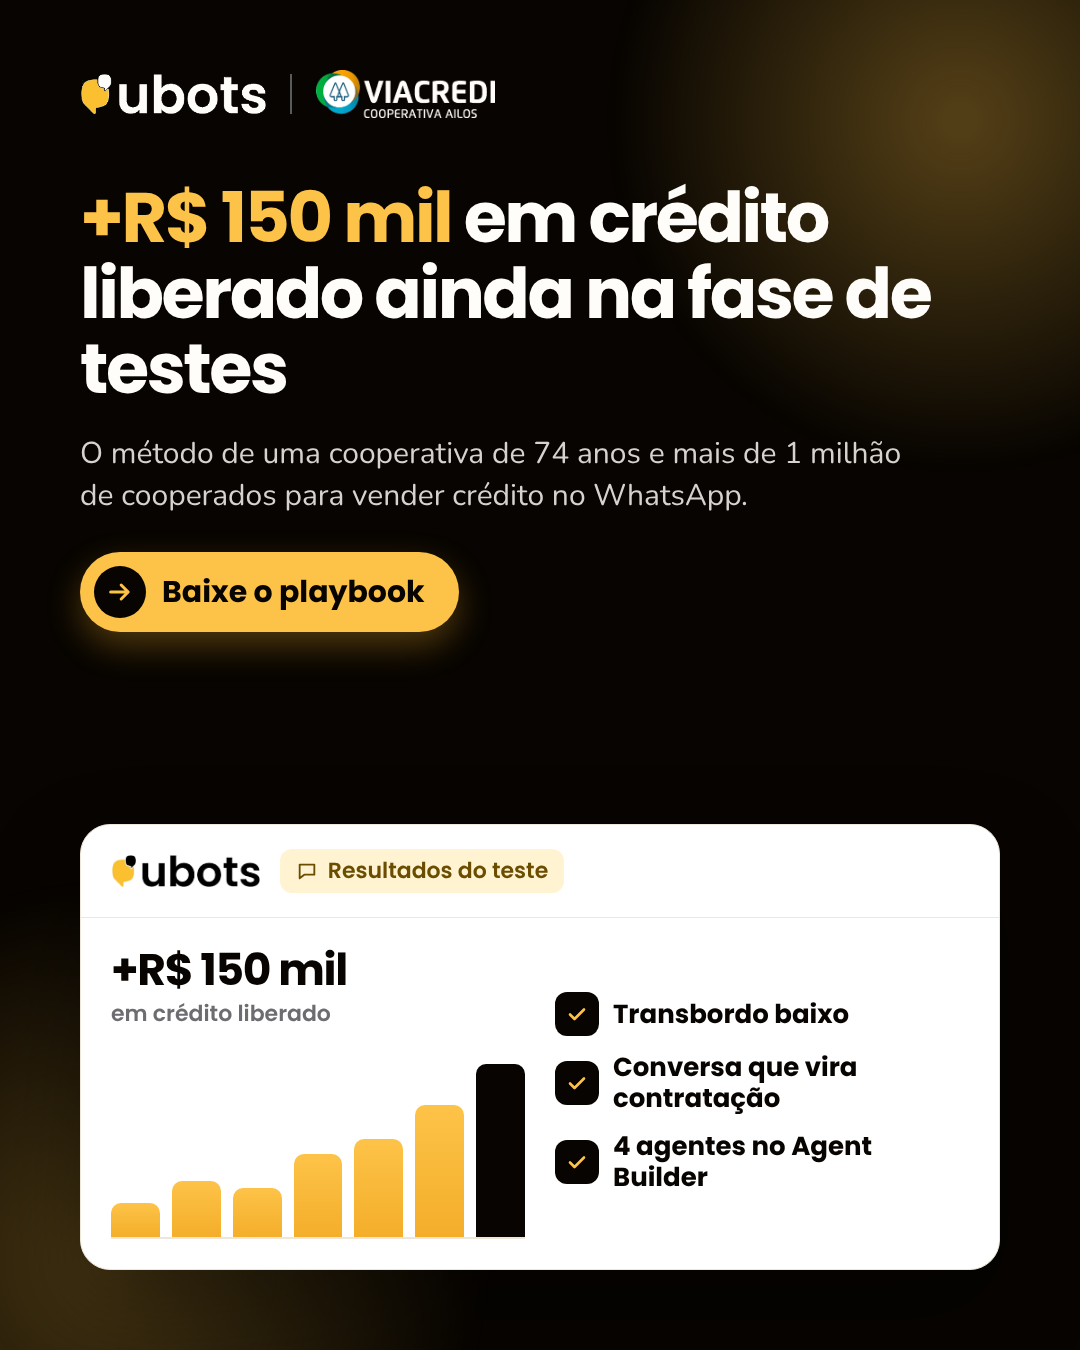 ubots
VIACREDI
COOPERATIVA AILOS
+R$ 150 mil em crédito
liberado ainda na fase de
testes
O método de uma cooperativa de 74 anos e mais de 1 milhão
de cooperados para vender crédito no WhatsApp.
Baixe o playbook
ubots
Resultados do teste
+R$ 150 mil
em crédito liberado
Transbordo baixo
Conversa que vira
contratação
4 agentes no Agent
Builder